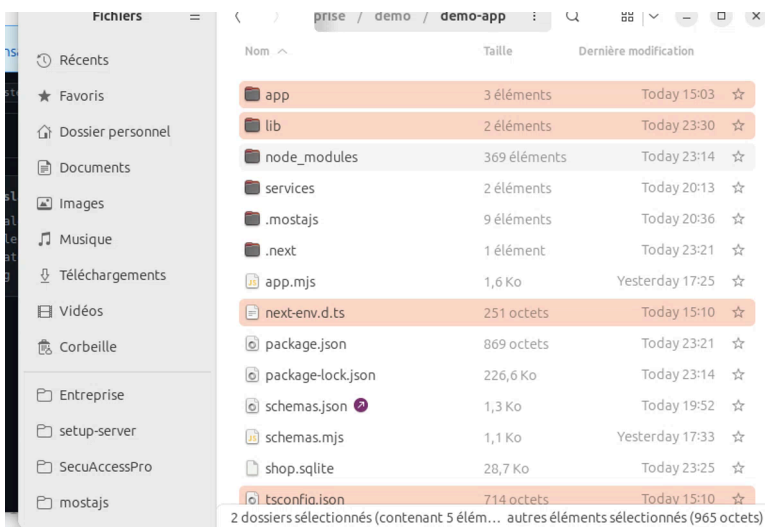 Fichiers
prise / demo / demo-app
Nom Taille Dernière modification
Récents
Favoris
Dossier personnel
Documents
Images
Musique
Téléchargements
Vidéos
Corbeille
Entreprise
setup-server
SecuAccessPro
mostajs
app 3 éléments Today 15:03
lib 2 éléments Today 23:30
node_modules 369 éléments Today 23:14
services 2 éléments Today 20:13
.mostajs 9 éléments Today 20:36
.next 1 élément Today 23:21
app.mjs 1,6 Ko Yesterday 17:25
next-env.d.ts 251 octets Today 15:10
package.json 869 octets Today 23:21
package-lock.json 226,6 Ko Today 23:14
schemas.json 1,3 Ko Today 19:52
schemas.mjs 1,1 Ko Yesterday 17:33
shop.sqlite 28,7 Ko Today 23:25
tsconfig.json 714 octets Today 15:10
2 dossiers sélectionnés (contenant 5 élém… autres éléments sélectionnés (965 octets)